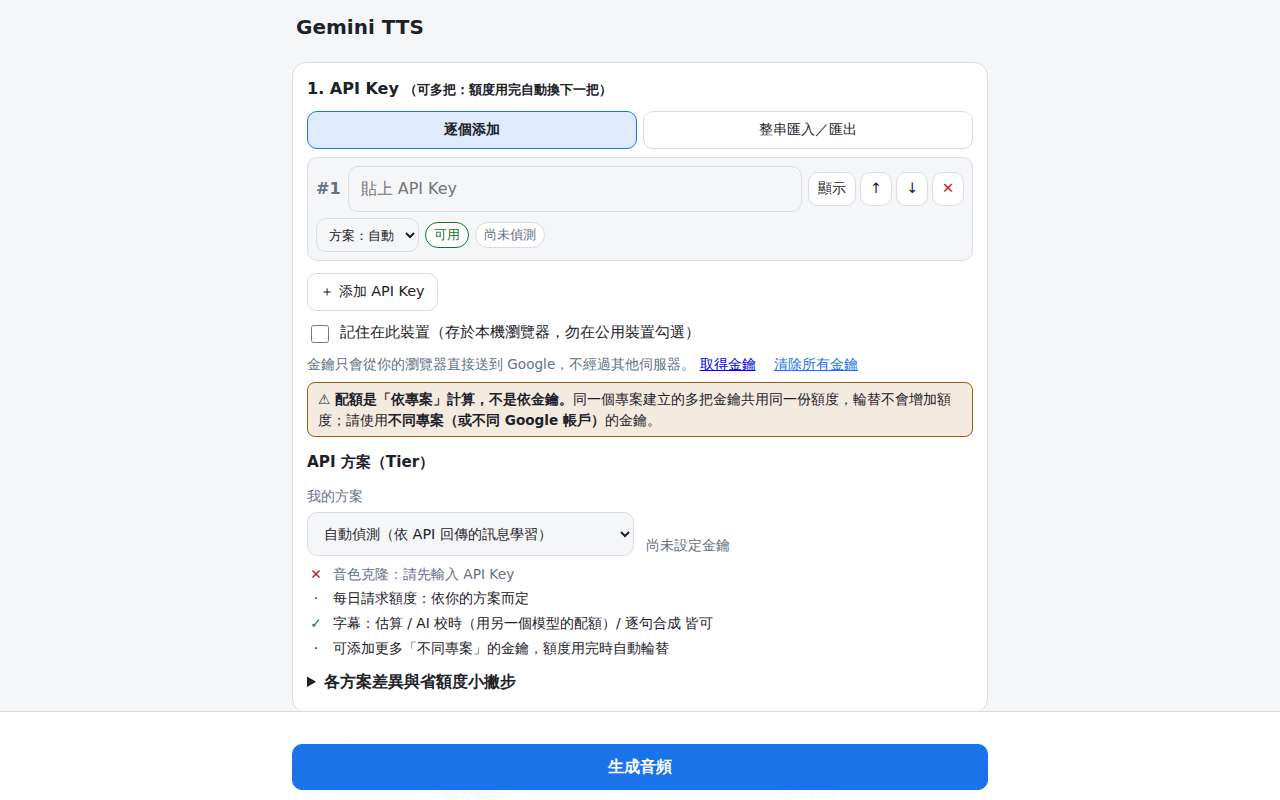 Gemini TTS
1. API Key （可多把：額度用完自動換下一把）
逐個添加
整串匯入／匯出
#1 貼上 API Key 顯示 ↑ ↓ ✕
方案：自動 可用 尚未偵測
＋ 添加 API Key
記住在此裝置（存於本機瀏覽器，勿在公用裝置勾選）
金鑰只會從你的瀏覽器直接送到 Google，不經過其他伺服器。 取得金鑰 清除所有金鑰
⚠ 配額是「依專案」計算，不是依金鑰。同一個專案建立的多把金鑰共用同一份額度，輪替不會增加額
度；請使用不同專案（或不同 Google 帳戶）的金鑰。
API 方案（Tier）
我的方案
自動偵測（依 API 回傳的訊息學習） 尚未設定金鑰
✕ 音色克隆：請先輸入 API Key
· 每日請求額度：依你的方案而定
✓ 字幕：估算 / AI 校時（用另一個模型的配額）/ 逐句合成 皆可
· 可添加更多「不同專案」的金鑰，額度用完時自動輪替
▶ 各方案差異與省額度小撇步
生成音頻